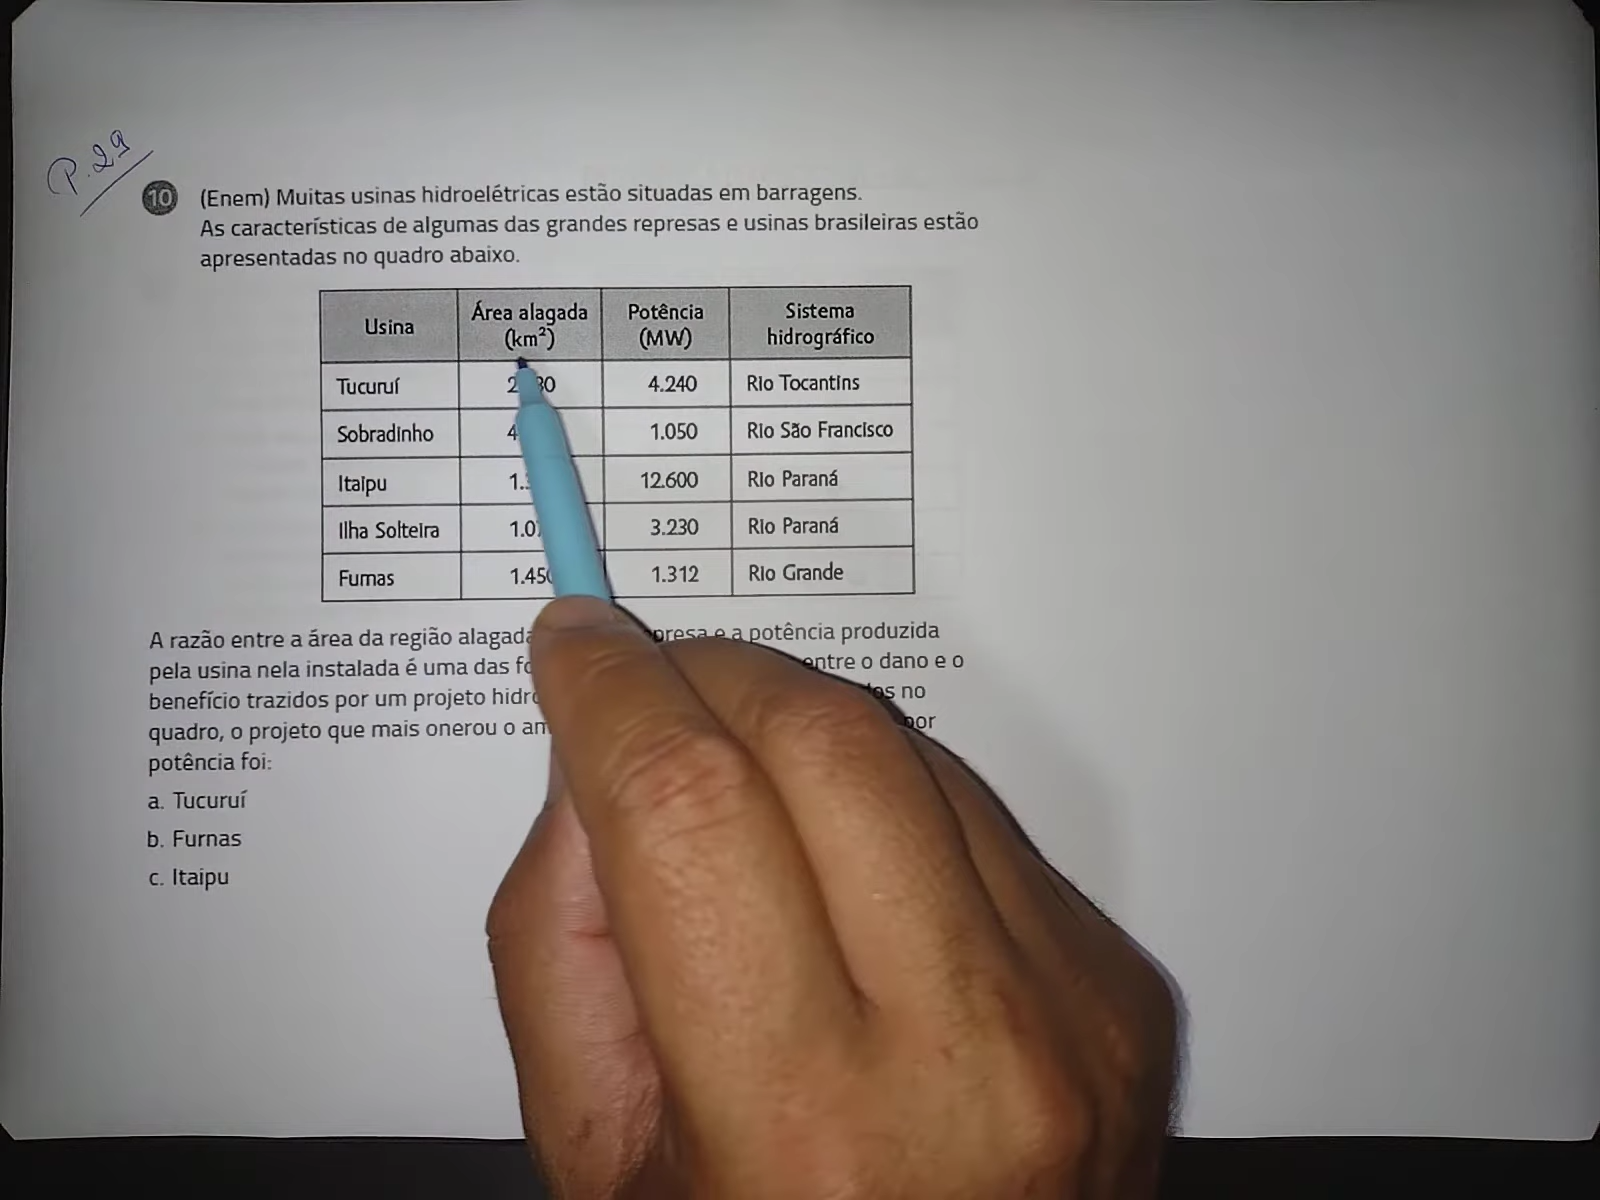 P. 29
10 (Enem) Muitas usinas hidroelétricas estão situadas em barragens.
As características de algumas das grandes represas e usinas brasileiras estão
apresentadas no quadro abaixo.
Usina Área alagada (km²) Potência (MW) Sistema hidrográfico
Tucuruí 4.240 Rio Tocantins
Sobradinho 1.050 Rio São Francisco
Itaipu 12.600 Rio Paraná
Ilha Solteira 3.230 Rio Paraná
Furnas 1.312 Rio Grande
A razão entre a área da região alagada e a potência produzida
pela usina nela instalada é uma das entre o dano e o
benefício trazidos por um projeto no
quadro, o projeto que mais onerou o por
potência foi:
a. Tucuruí
b. Furnas
c. Itaipu